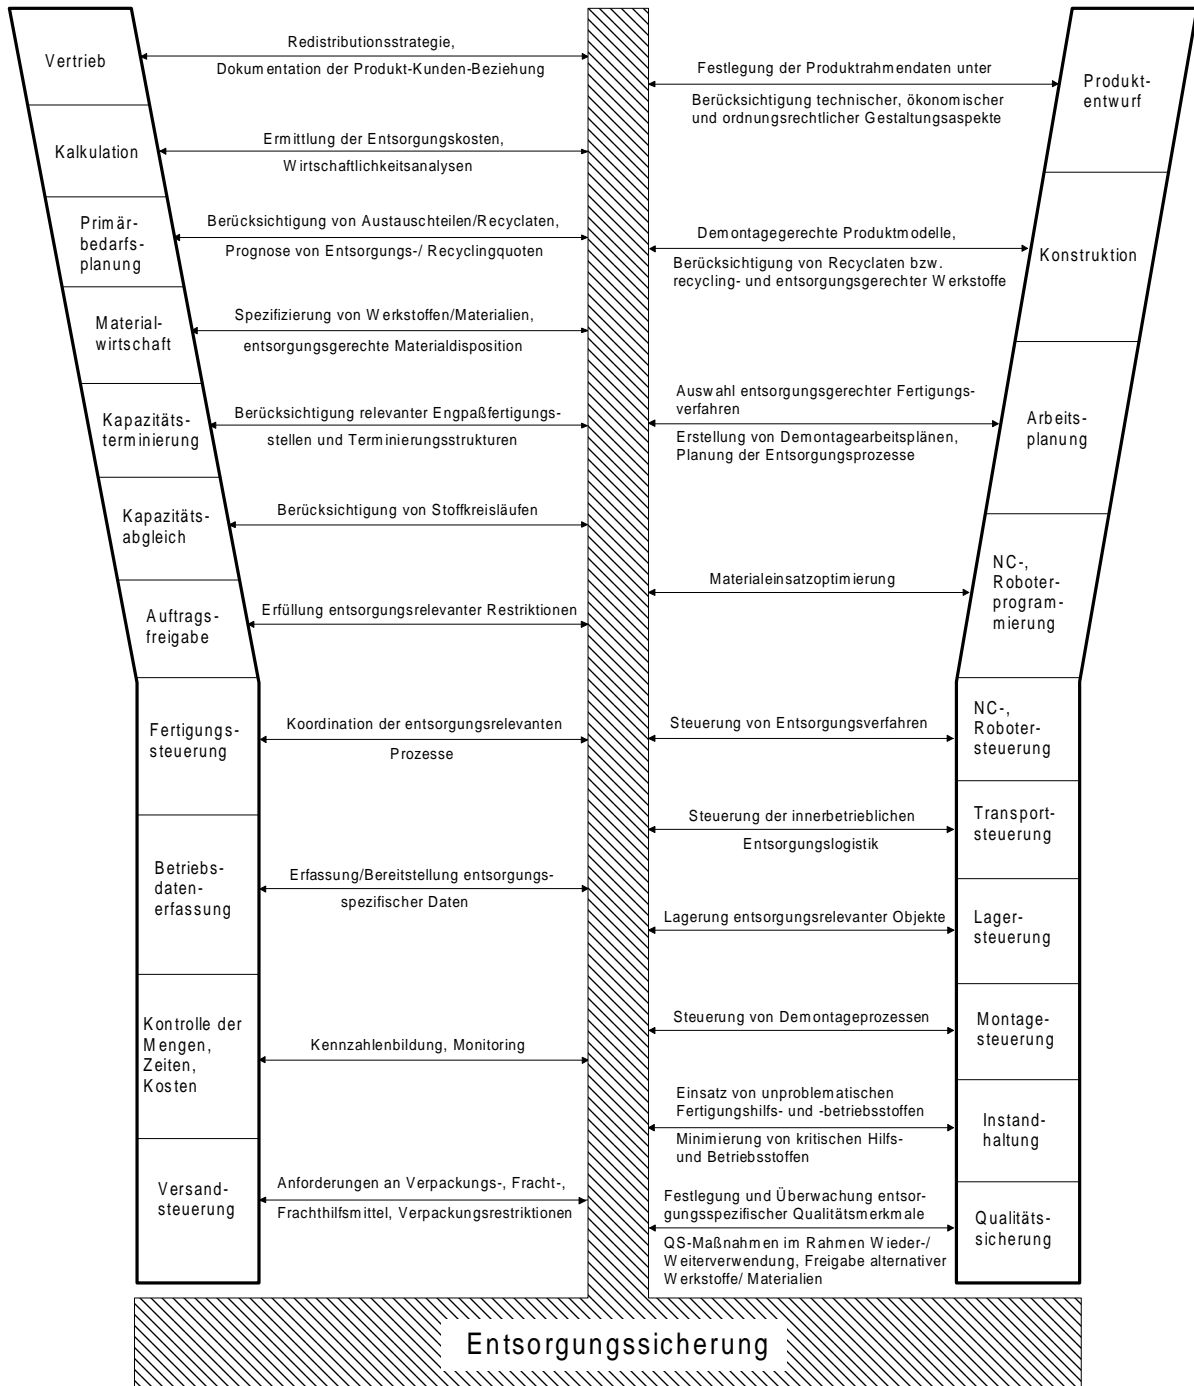 Vertrieb
Redistributionsstrategie,
Dokumentation der Produkt-Kunden-Beziehung
Kalkulation
Ermittlung der Entsorgungskosten,
Wirtschaftlichkeitsanalysen
Primär-
bedarfs-
planung
Berücksichtigung von Austauschteilen/Recyclaten,
Prognose von Entsorgungs-/ Recyclingquoten
Material-
wirtschaft
Spezifizierung von Werkstoffen/Materialien,
entsorgungsgerechte Materialdisposition
Kapazitäts-
terminierung
Berücksichtigung relevanter Engpaßfertigungs-
stellen und Terminierungsstrukturen
Kapazitäts-
abgleich
Berücksichtigung von Stoffkreisläufen
Auftrags-
freigabe
Erfüllung entsorgungsrelevanter Restriktionen
Fertigungs-
steuerung
Koordination der entsorgungsrelevanten
Prozesse
Betriebs-
daten-
erfassung
Erfassung/Bereitstellung entsorgungs-
spezifischer Daten
Kontrolle der
Mengen,
Zeiten,
Kosten
Kennzahlenbildung, Monitoring
Versand-
steuerung
Anforderungen an Verpackungs-, Fracht-,
Frachthilfsmittel, Verpackungsrestriktionen
Festlegung der Produktrahmendaten unter
Berücksichtigung technischer, ökonomischer
und ordnungsrechtlicher Gestaltungsaspekte
Produkt-
entwurf
Demontagegerechte Produktmodelle,
Berücksichtigung von Recyclaten bzw.
recycling- und entsorgungsgerechter Werkstoffe
Konstruktion
Auswahl entsorgungsgerechter Fertigungs-
verfahren
Erstellung von Demontagearbeitsplänen,
Planung der Entsorgungsprozesse
Arbeits-
planung
Materialeinsatzoptimierung
NC-,
Roboter-
program-
mierung
Steuerung von Entsorgungsverfahren
NC-,
Roboter-
steuerung
Steuerung der innerbetrieblichen
Entsorgungslogistik
Transport-
steuerung
Lagerung entsorgungsrelevanter Objekte
Lager-
steuerung
Steuerung von Demontageprozessen
Montage-
steuerung
Einsatz von unproblematischen
Fertigungshilfs- und -betriebsstoffen
Minimierung von kritischen Hilfs-
und Betriebsstoffen
Instand-
haltung
Festlegung und Überwachung entsor-
gungsspezifischer Qualitätsmerkmale
QS-Maßnahmen im Rahmen Wieder-/
Weiterverwendung, Freigabe alternativer
Werkstoffe/ Materialien
Qualitäts-
sicherung
Entsorgungssicherung